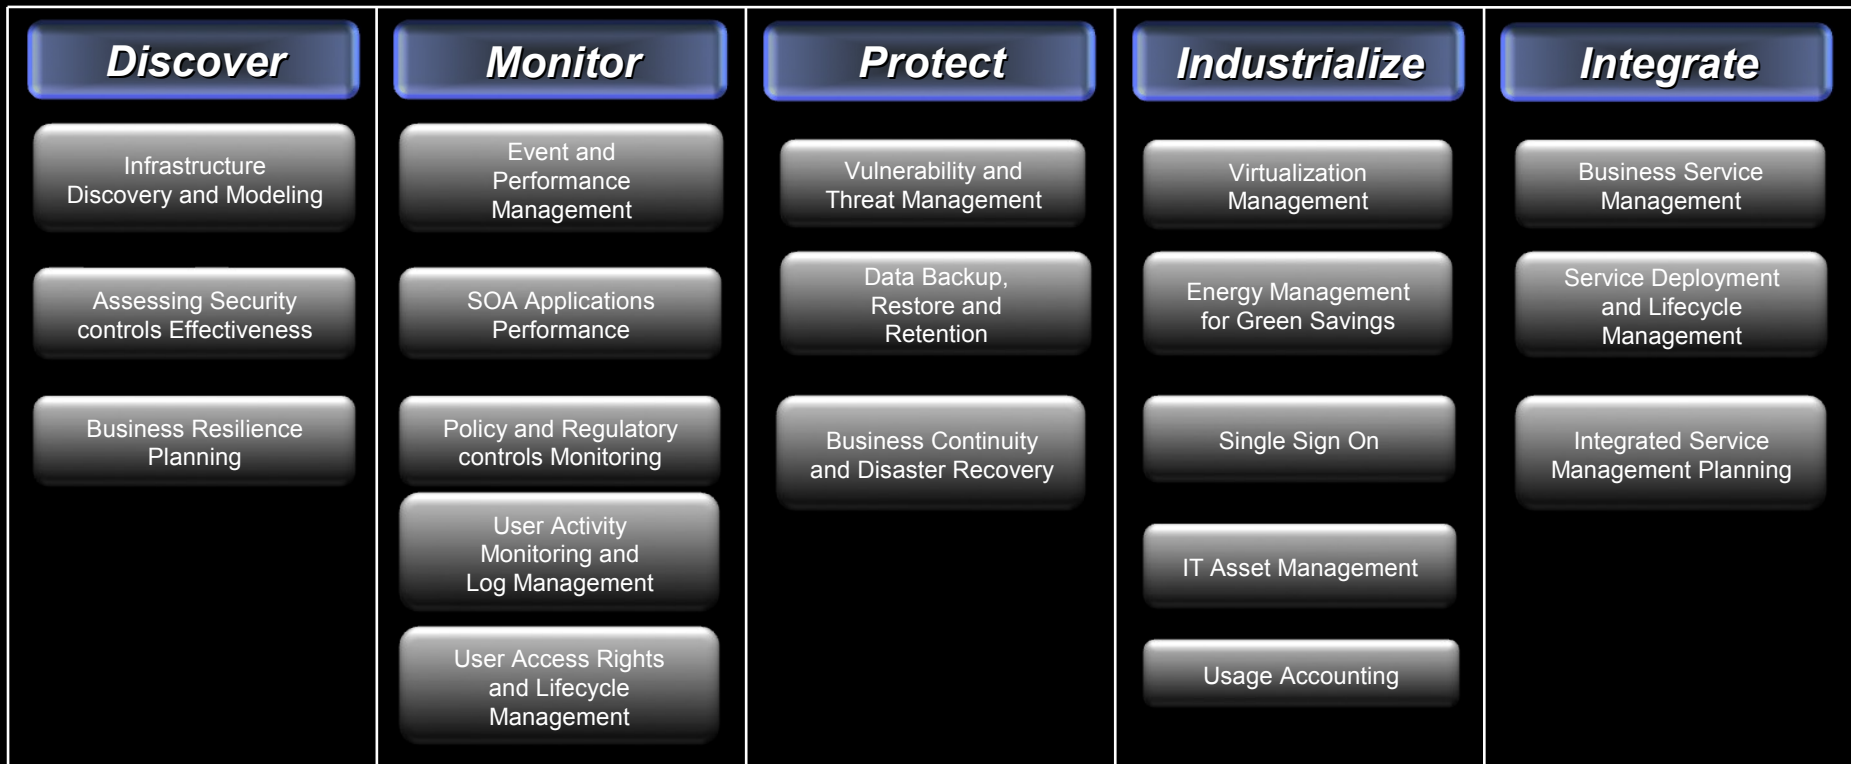 Discover
Infrastructure
Discovery and Modeling
Assessing Security
controls Effectiveness
Business Resilience
Planning
Monitor
Event and
Performance
Management
SOA Applications
Performance
Policy and Regulatory
controls Monitoring
User Activity
Monitoring and
Log Management
User Access Rights
and Lifecycle
Management
Protect
Vulnerability and
Threat Management
Data Backup,
Restore and
Retention
Business Continuity
and Disaster Recovery
Industrialize
Virtualization
Management
Energy Management
for Green Savings
Single Sign On
IT Asset Management
Usage Accounting
Integrate
Business Service
Management
Service Deployment
and Lifecycle
Management
Integrated Service
Management Planning